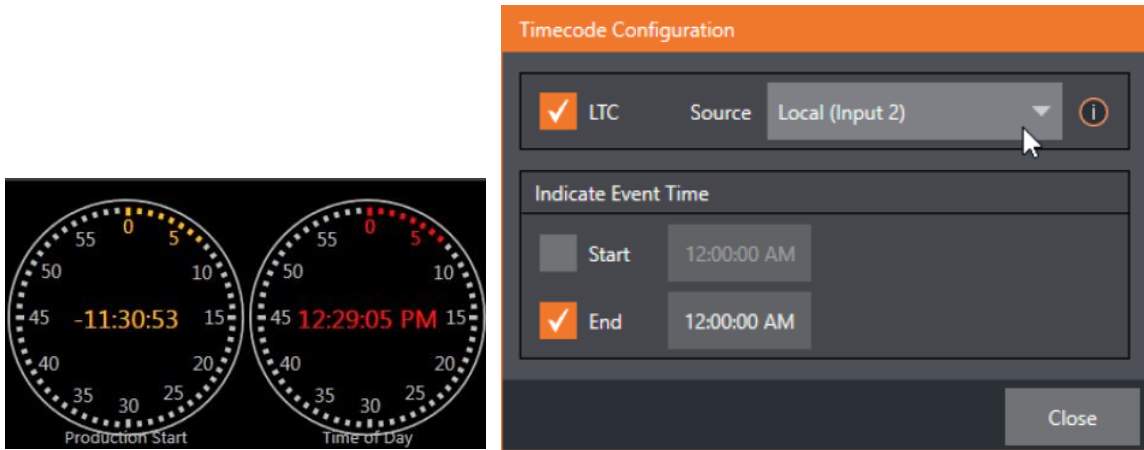 0
5
10
15
20
25
30
35
40
45
50
55
-11:30:53
Production Start
0
5
10
15
20
25
30
35
40
45
50
55
12:29:05 PM
Time of Day
Timecode Configuration
LTC Source Local (Input 2)
Indicate Event Time
Start 12:00:00 AM
End 12:00:00 AM
Close